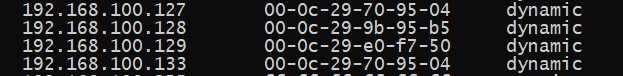 192.168.100.127 00-0c-29-70-95-04 dynamic
192.168.100.128 00-0c-29-9b-95-b5 dynamic
192.168.100.129 00-0c-29-e0-f7-50 dynamic
192.168.100.133 00-0c-29-70-95-04 dynamic